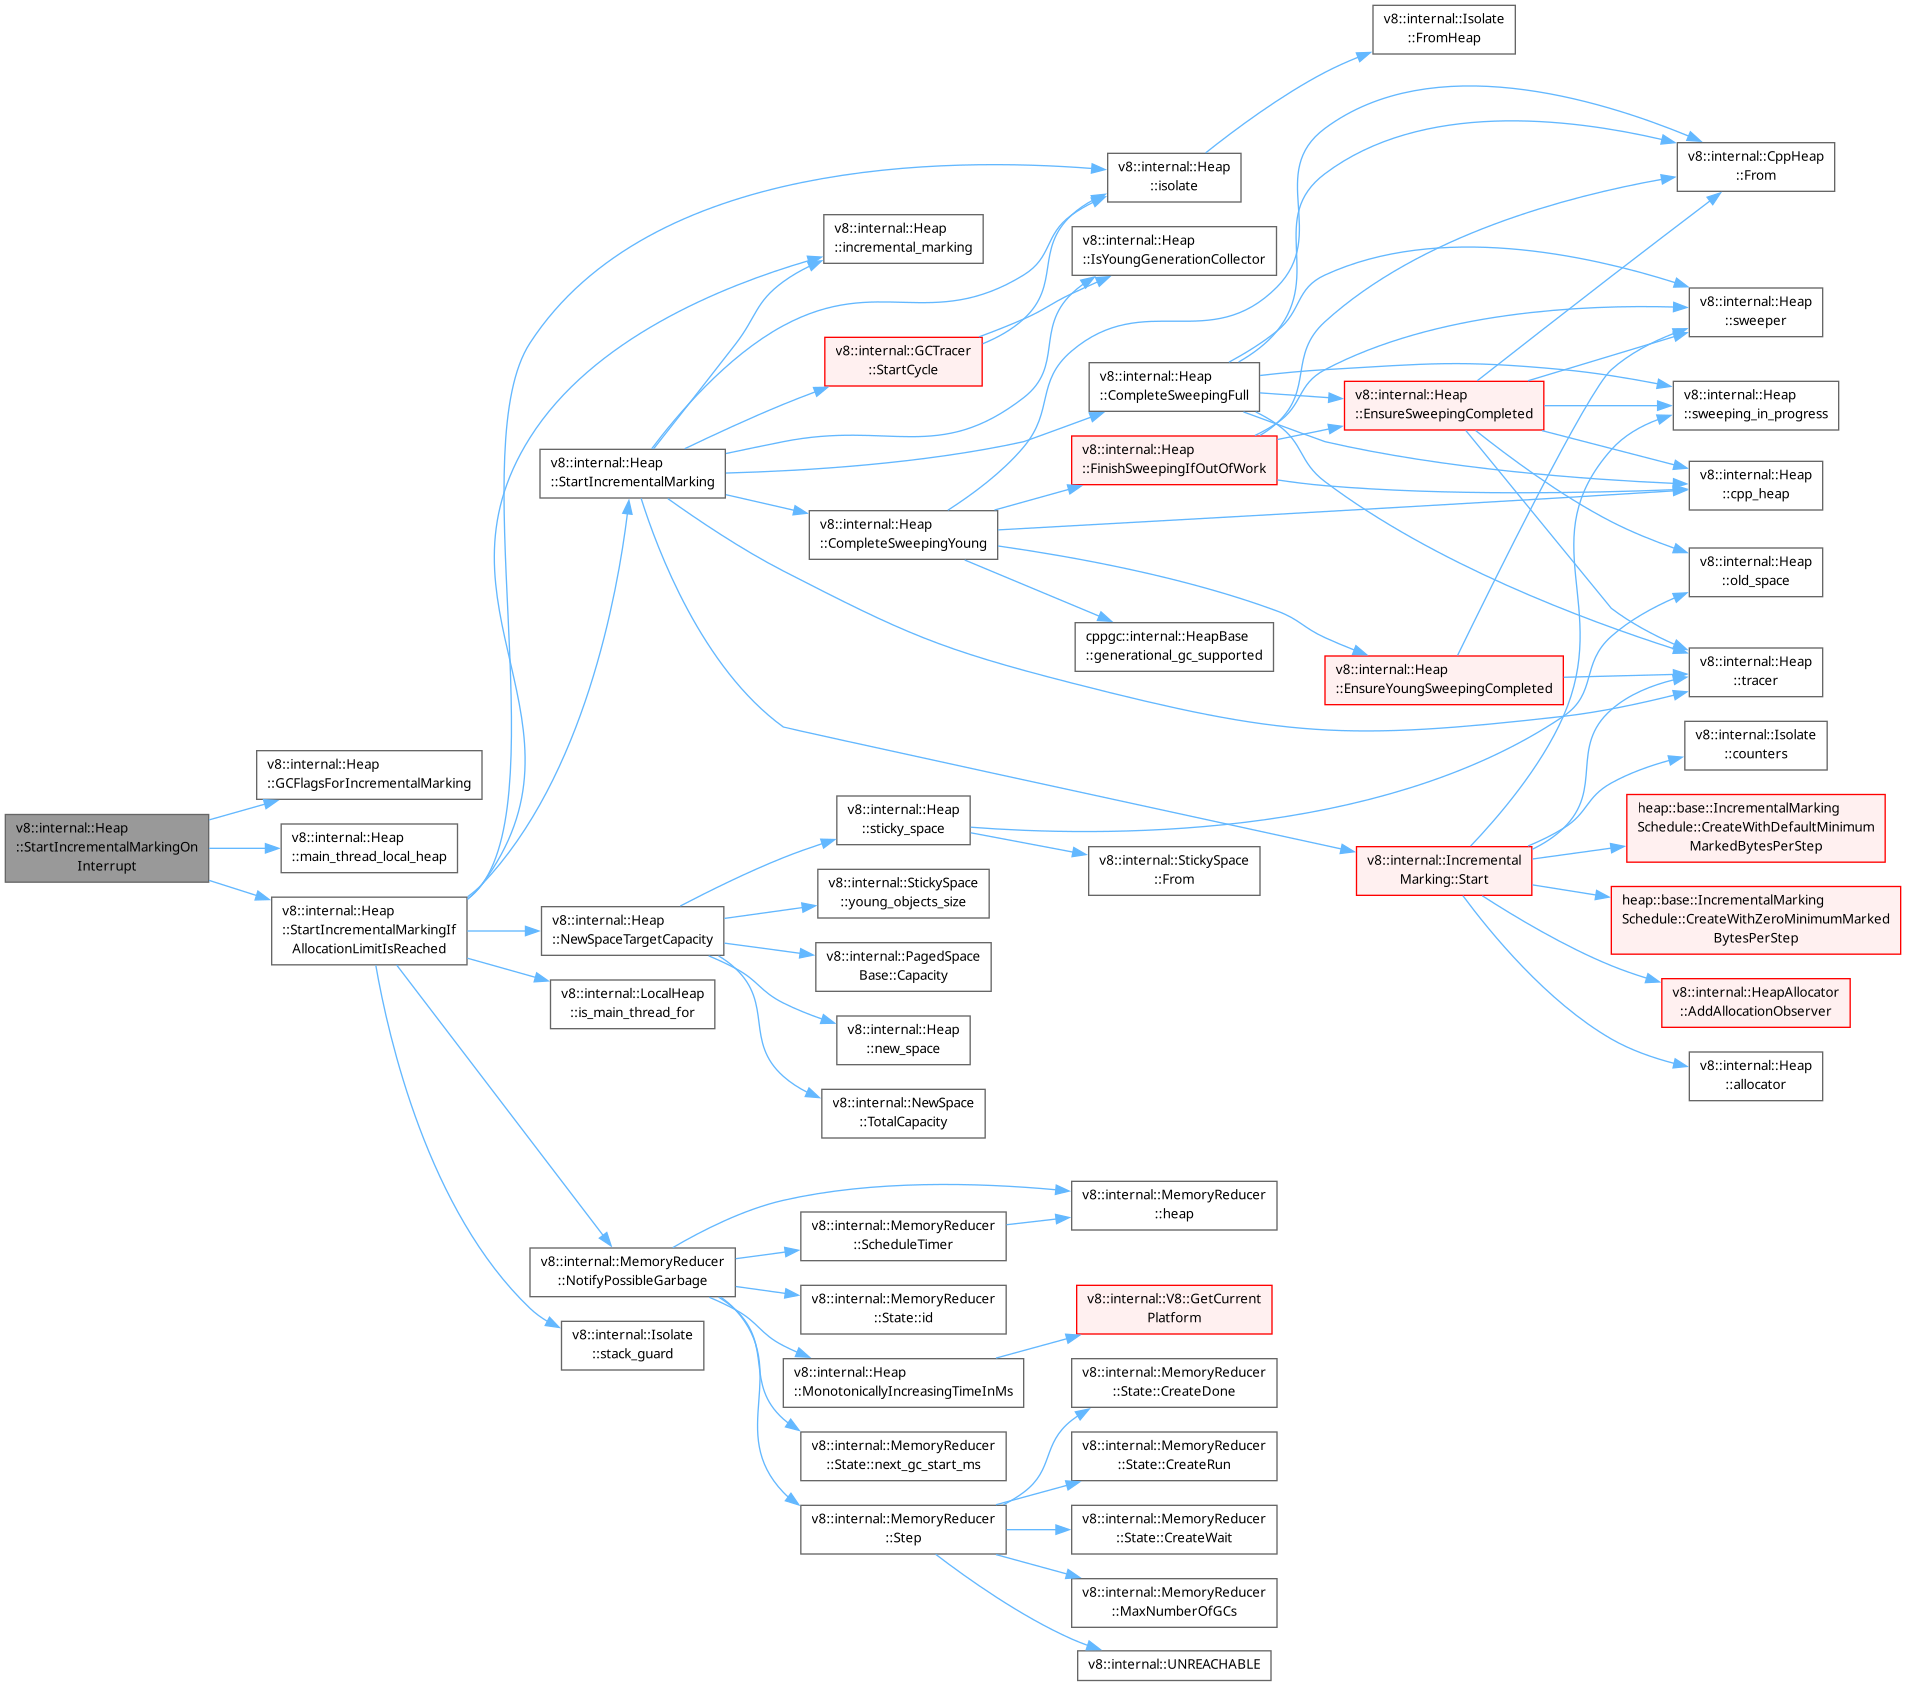 v8::internal::Isolate
::FromHeap
v8::internal::CppHeap
::From
v8::internal::Heap
::isolate
v8::internal::Heap
::incremental_marking
v8::internal::Heap
::IsYoungGenerationCollector
v8::internal::Heap
::sweeper
v8::internal::GCTracer
::StartCycle
v8::internal::Heap
::CompleteSweepingFull
v8::internal::Heap
::EnsureSweepingCompleted
v8::internal::Heap
::sweeping_in_progress
v8::internal::Heap
::StartIncrementalMarking
v8::internal::Heap
::FinishSweepingIfOutOfWork
v8::internal::Heap
::cpp_heap
v8::internal::Heap
::CompleteSweepingYoung
v8::internal::Heap
::old_space
cppgc::internal::HeapBase
::generational_gc_supported
v8::internal::Heap
::EnsureYoungSweepingCompleted
v8::internal::Heap
::tracer
v8::internal::Isolate
::counters
v8::internal::Heap
::GCFlagsForIncrementalMarking
v8::internal::Heap
::StartIncrementalMarkingOn
Interrupt
v8::internal::Heap
::main_thread_local_heap
v8::internal::Heap
::sticky_space
heap::base::IncrementalMarking
Schedule::CreateWithDefaultMinimum
MarkedBytesPerStep
v8::internal::StickySpace
::From
v8::internal::Incremental
Marking::Start
v8::internal::Heap
::StartIncrementalMarkingIf
AllocationLimitIsReached
v8::internal::Heap
::NewSpaceTargetCapacity
v8::internal::StickySpace
::young_objects_size
heap::base::IncrementalMarking
Schedule::CreateWithZeroMinimumMarked
BytesPerStep
v8::internal::PagedSpace
Base::Capacity
v8::internal::LocalHeap
::is_main_thread_for
v8::internal::HeapAllocator
::AddAllocationObserver
v8::internal::Heap
::new_space
v8::internal::Heap
::allocator
v8::internal::NewSpace
::TotalCapacity
v8::internal::MemoryReducer
::heap
v8::internal::MemoryReducer
::ScheduleTimer
v8::internal::MemoryReducer
::NotifyPossibleGarbage
v8::internal::MemoryReducer
::State::id
v8::internal::V8::GetCurrent
Platform
v8::internal::Isolate
::stack_guard
v8::internal::Heap
::MonotonicallyIncreasingTimeInMs
v8::internal::MemoryReducer
::State::CreateDone
v8::internal::MemoryReducer
::State::next_gc_start_ms
v8::internal::MemoryReducer
::State::CreateRun
v8::internal::MemoryReducer
::Step
v8::internal::MemoryReducer
::State::CreateWait
v8::internal::MemoryReducer
::MaxNumberOfGCs
v8::internal::UNREACHABLE